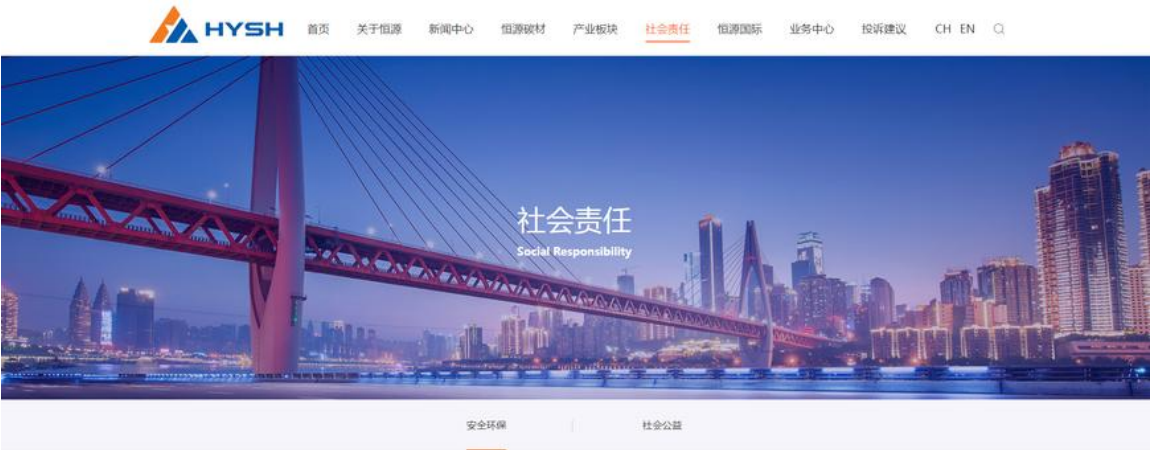 HYSH 首页 关于恒源 新闻中心 恒源碳材 产业板块 社会责任 恒源国际 业务中心 投诉建议 CH EN
社会责任
Social Responsibility
安全环保 社会公益